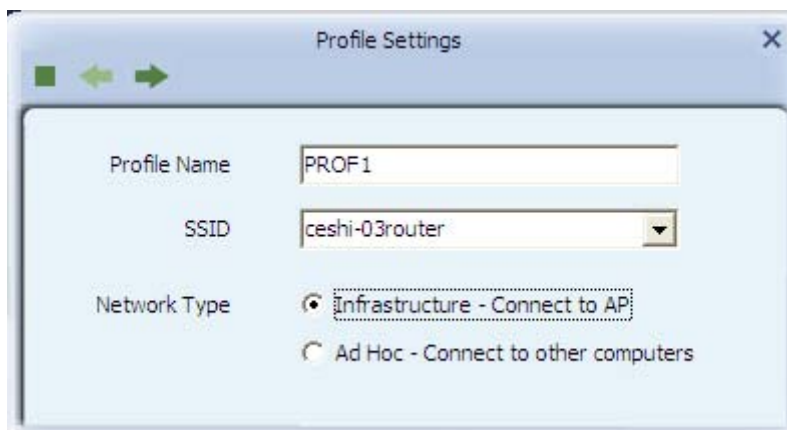 Profile Settings
Profile Name
PROF1
SSID
ceshi-03router
Network Type
Infrastructure - Connect to AP
Ad Hoc - Connect to other computers